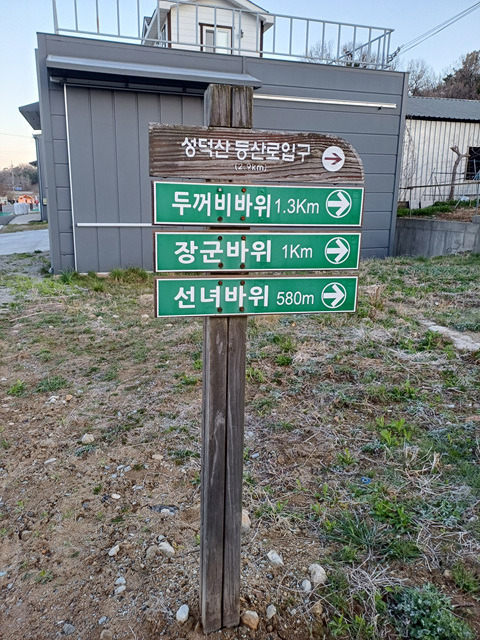 성덕산 등산로입구
두꺼비바위 1.3Km
장군바위 1Km
선녀바위 580m